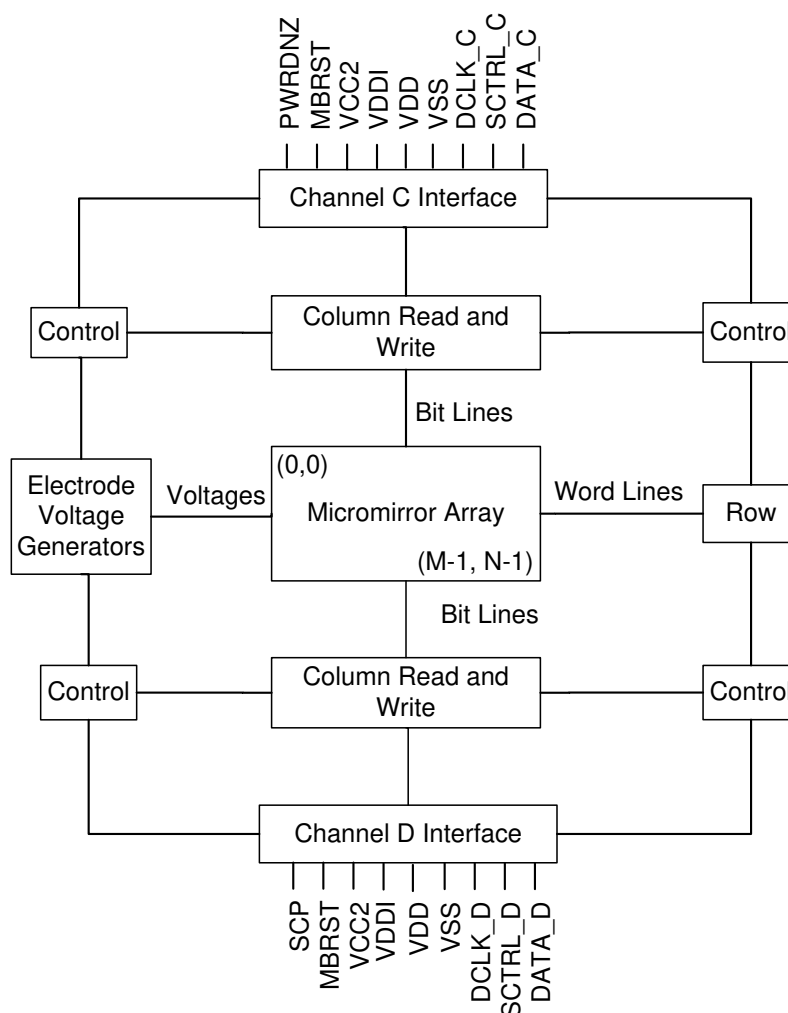 PWRDNZ
MBRST
VCC2
VDDI
VDD
VSS
DCLK_C
SCTRL_C
DATA_C
Channel C Interface
Control
Column Read and
Write
Control
Bit Lines
Electrode
Voltage
Generators
Voltages
(0,0)
Micromirror Array
(M-1, N-1)
Word Lines
Row
Bit Lines
Control
Column Read and
Write
Control
Channel D Interface
SCP
MBRST
VCC2
VDDI
VDD
VSS
DCLK_D
SCTRL_D
DATA_D